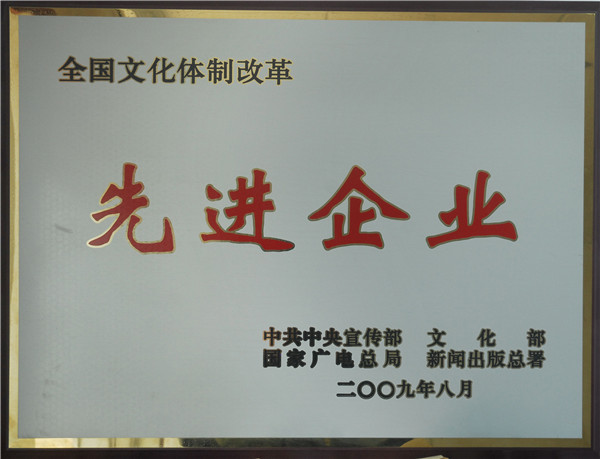 全国文化体制改革
先进企业
中共中央宣传部 文化部
国家广电总局 新闻出版总署
二〇〇九年八月